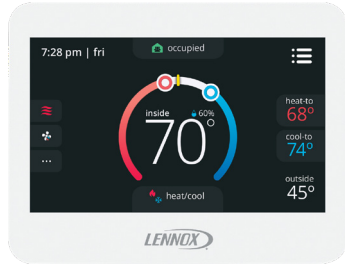 7:28 pm | fri
occupied
inside
60%
70°
heat-to
68°
cool-to
74°
outside
45°
heat/cool
LENNOX